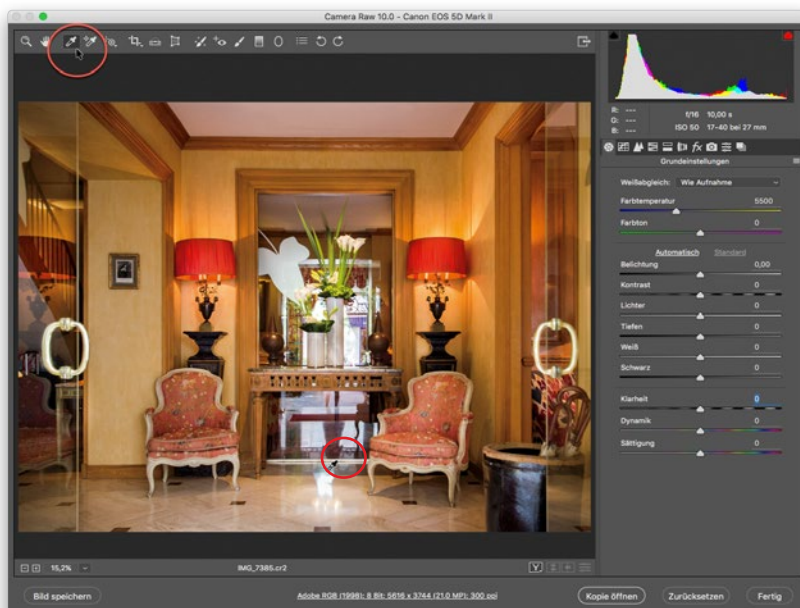 Camera Raw 10.0 - Canon EOS 5D Mark II
R: ---
G: ---
B: ---
f/16 10,00 s
ISO 50 17-40 bei 27 mm
fx
Grundeinstellungen
Weißabgleich: Wie Aufnahme
Farbtemperatur 5500
Farbton 0
Automatisch Standard
Belichtung 0,00
Kontrast 0
Lichter 0
Tiefen 0
Weiß 0
Schwarz 0
Klarheit 0
Dynamik 0
Sättigung 0
15,2% IMG_7385.cr2 Y
Bild speichern Adobe RGB (1998); 8 Bit; 5616 x 3744 (21,0 MP); 300 ppi Kopie öffnen Zurücksetzen Fertig